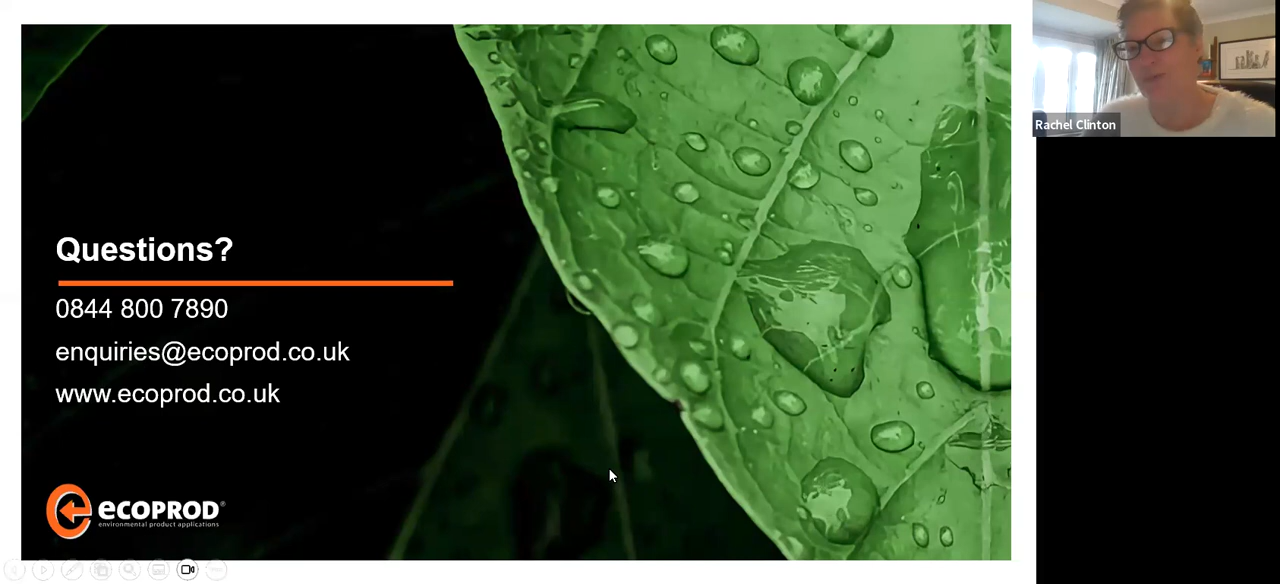 Questions?
0844 800 7890
enquiries@ecoprod.co.uk
www.ecoprod.co.uk
ecoprod®
environmental product applications
Rachel Clinton